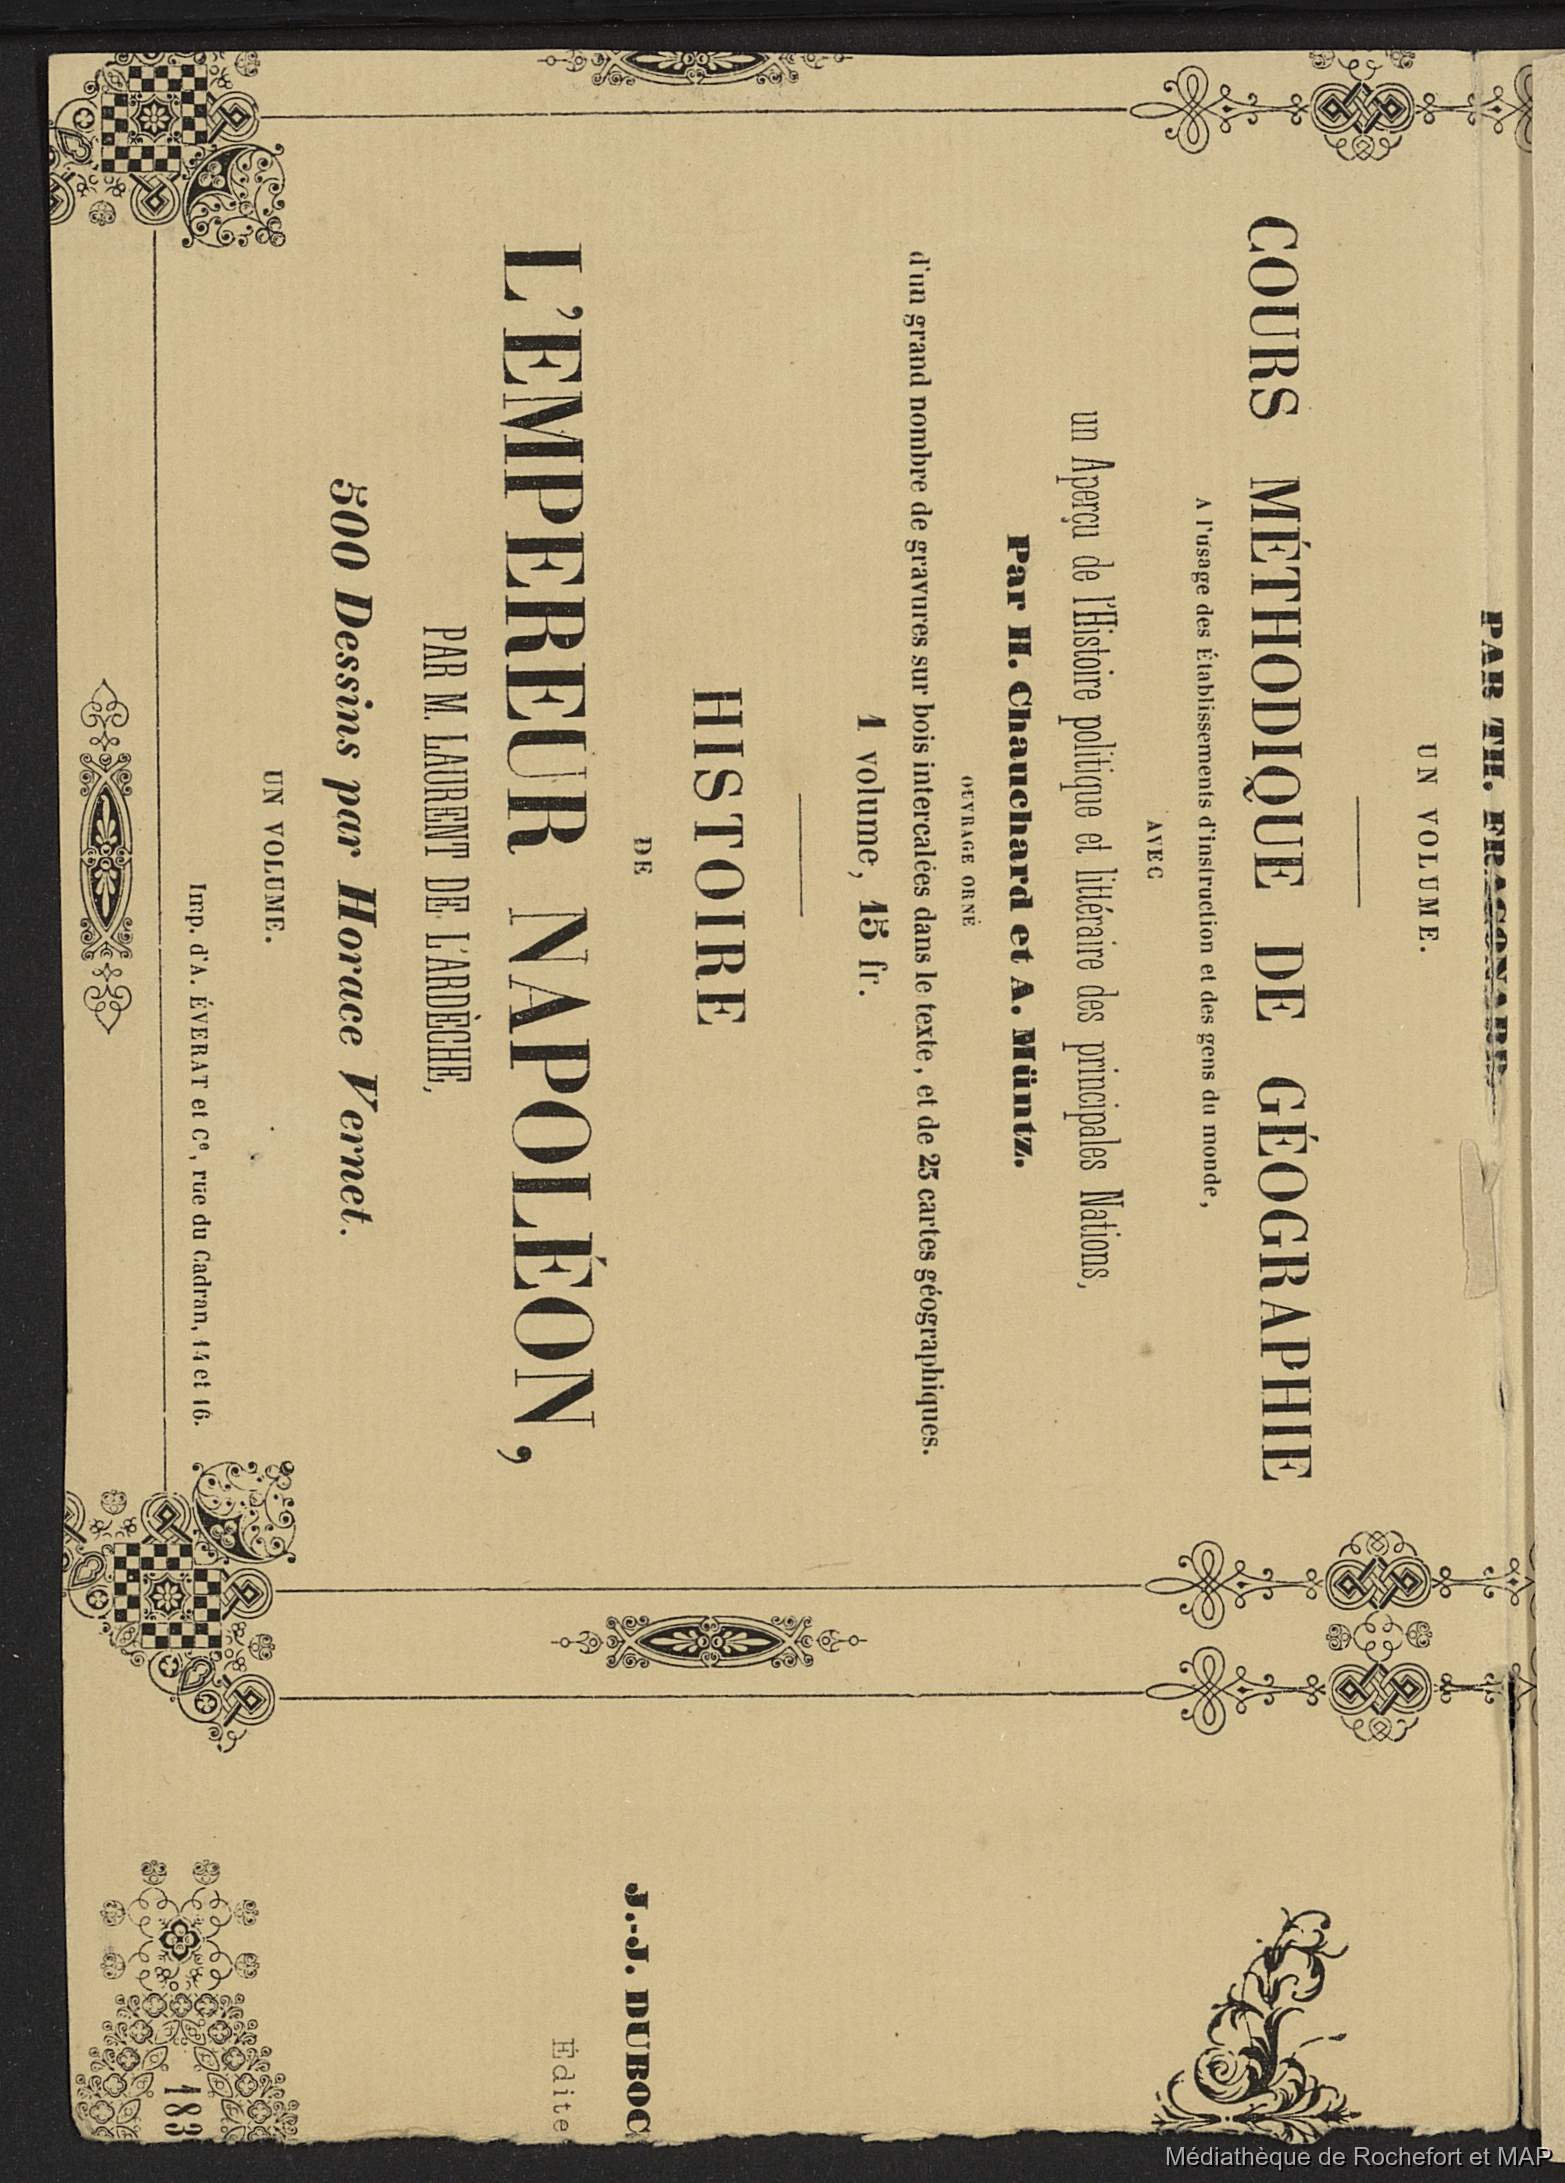 PAR TH. FRAGONARD.
UN VOLUME.
COURS MÉTHODIQUE DE GÉOGRAPHIE
A l'usage des Établissements d'instruction et des gens du monde,
AVEC
un Aperçu de l'Histoire politique et littéraire des principales Nations,
Par H. Chauchard et A. Müntz.
OUVRAGE ORNÉ
d'un grand nombre de gravures sur bois intercalées dans le texte, et de 25 cartes géographiques.
1 volume, 15 fr.
HISTOIRE
DE
L'EMPEREUR NAPOLÉON,
PAR M. LAURENT DE L'ARDÈCHE,
500 Dessins par Horace Vernet.
UN VOLUME.
Imp. d'A. ÉVERAT et Cᵉ, rue du Cadran, 14 et 16.
J.-J. DUBOC
Édite
183
Médiathèque de Rochefort et MAP